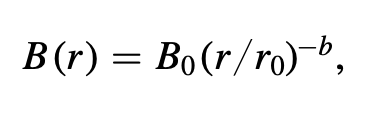 B(r) = B₀(r/r₀)⁻ᵇ,